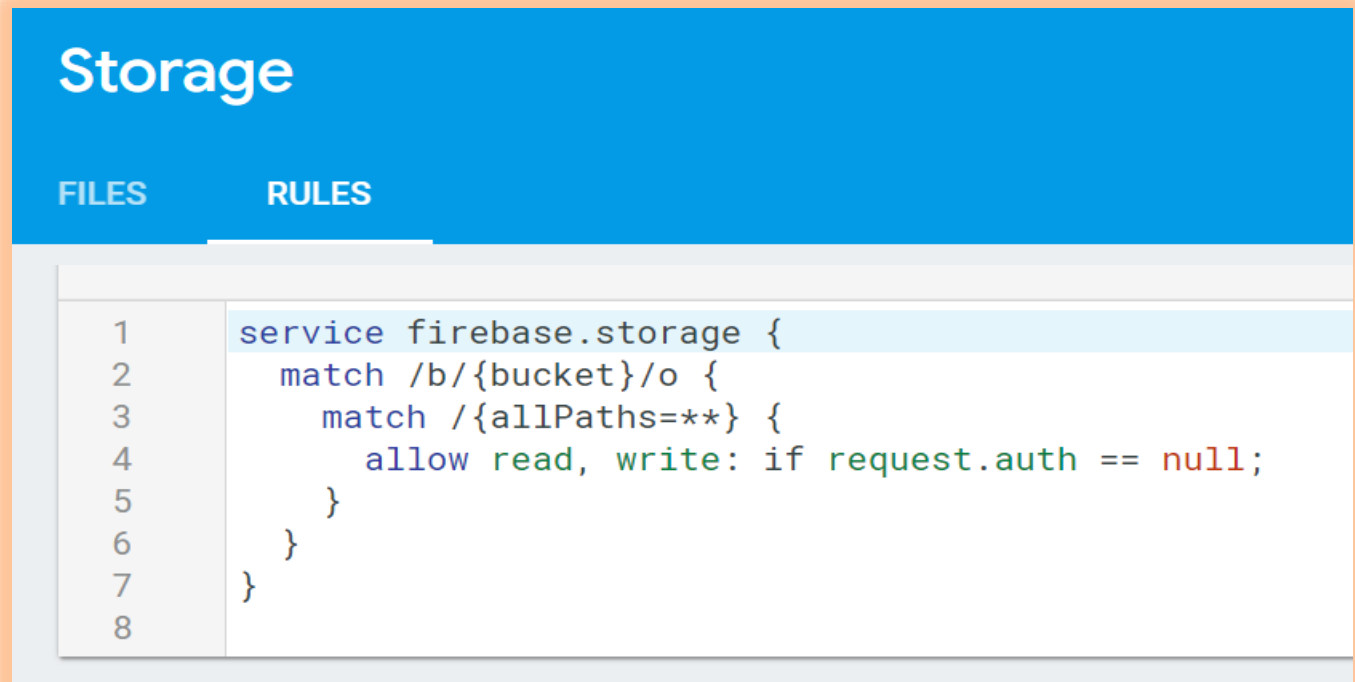 Storage
FILES RULES
1 service firebase.storage {
2   match /b/{bucket}/o {
3     match /{allPaths=**} {
4       allow read, write: if request.auth == null;
5     }
6   }
7 }
8